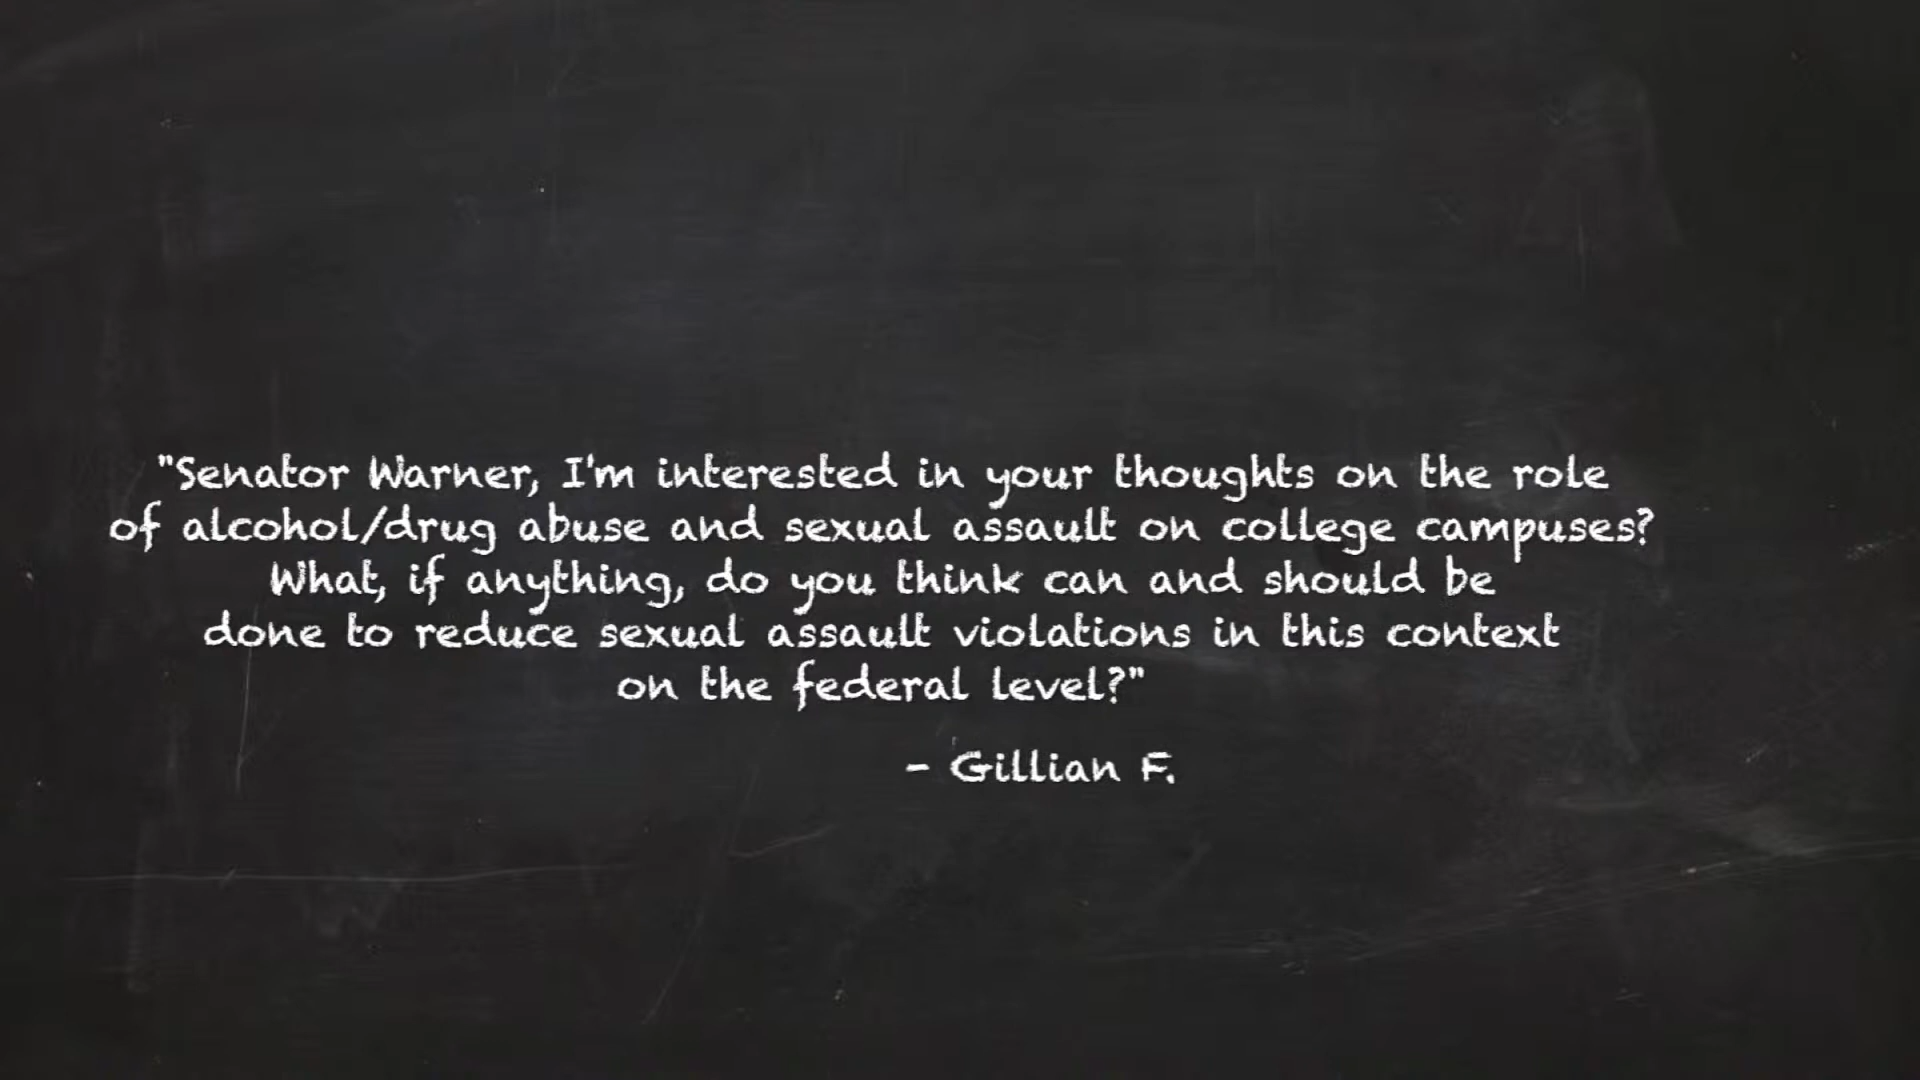 "Senator Warner, I'm interested in your thoughts on the role
of alcohol/drug abuse and sexual assault on college campuses?
What, if anything, do you think can and should be
done to reduce sexual assault violations in this context
on the federal level?"
- Gillian F.